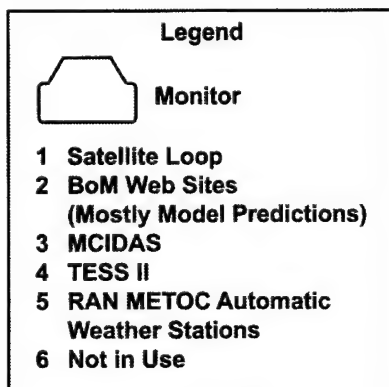 Legend
Monitor
1 Satellite Loop
2 BoM Web Sites
(Mostly Model Predictions)
3 MCIDAS
4 TESS II
5 RAN METOC Automatic
Weather Stations
6 Not in Use